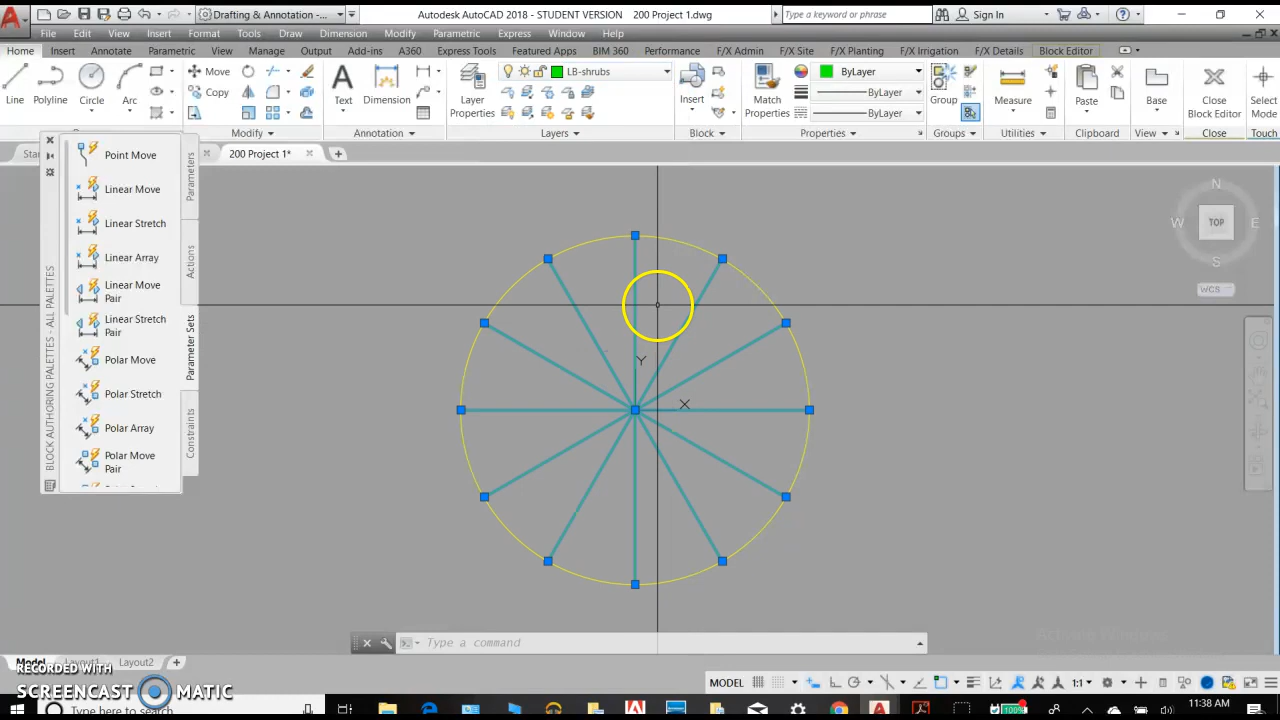 Drafting & Annotation -...
Autodesk AutoCAD 2018 - STUDENT VERSION 200 Project 1.dwg
Type a keyword or phrase
Sign In
File Edit View Insert Format Tools Draw Dimension Modify Parametric Express Window Help
Home Insert Annotate Parametric View Manage Output Add-ins A360 Express Tools Featured Apps BIM 360 Performance F/X Admin F/X Site F/X Planting F/X Irrigation F/X Details Block Editor
Line Polyline Circle Arc Move Copy Text Dimension Layer Properties LB-shrubs Insert Match Properties ByLayer ByLayer ByLayer Group Measure Paste Base Close Block Editor Select Mode
Modify Annotation Layers Block Properties Groups Utilities Clipboard View Close Touch
200 Project 1*
Point Move
Linear Move
Linear Stretch
Linear Array
Linear Move Pair
Linear Stretch Pair
Polar Move
Polar Stretch
Polar Array
Polar Move Pair
BLOCK AUTHORING PALETTES - ALL PALETTES
Parameters
Actions
Parameter Sets
Constraints
N
W TOP E
S
WCS
Y
X
Type a command
Model Layout1 Layout2
MODEL 1:1
RECORDED WITH
SCREENCAST MATIC
Type here to search
100%
11:38 AM